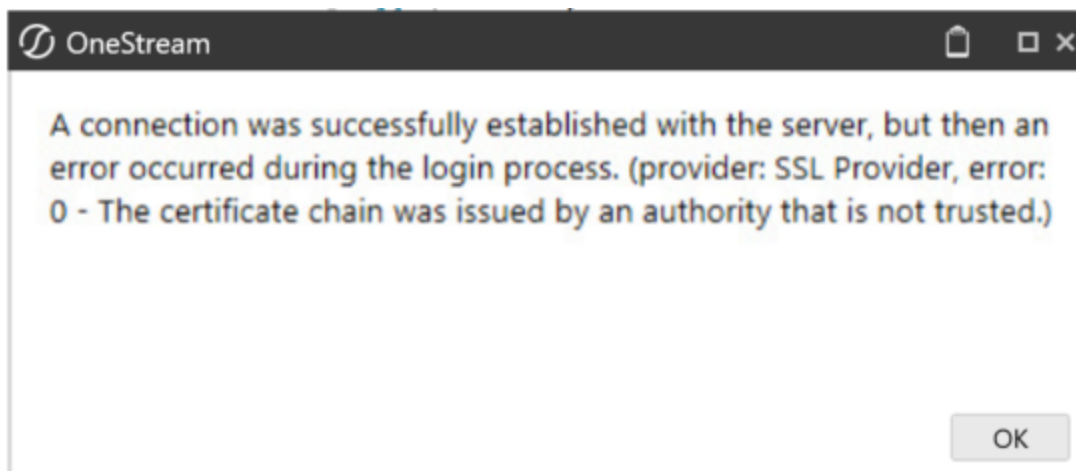 OneStream
A connection was successfully established with the server, but then an
error occurred during the login process. (provider: SSL Provider, error:
0 - The certificate chain was issued by an authority that is not trusted.)
OK